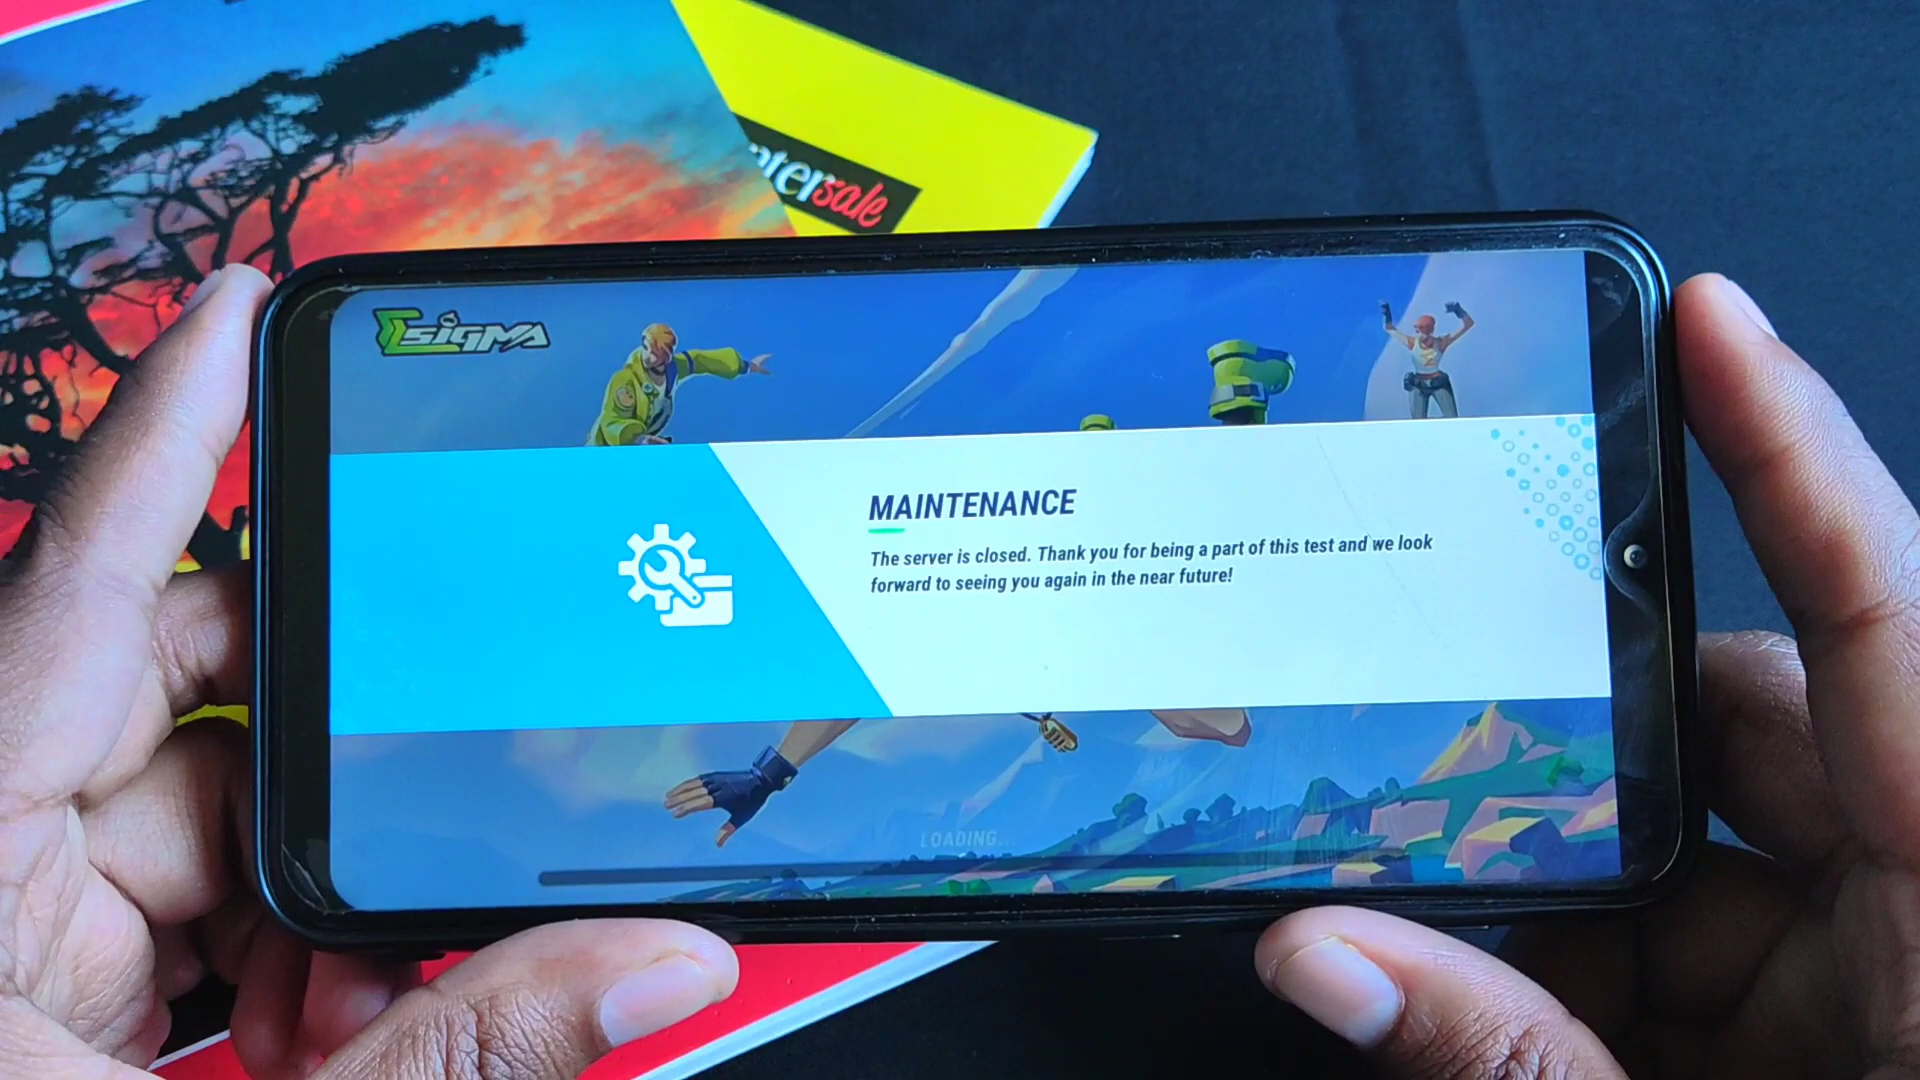 sale
SIGMA
MAINTENANCE
The server is closed. Thank you for being a part of this test and we look
forward to seeing you again in the near future!
LOADING...